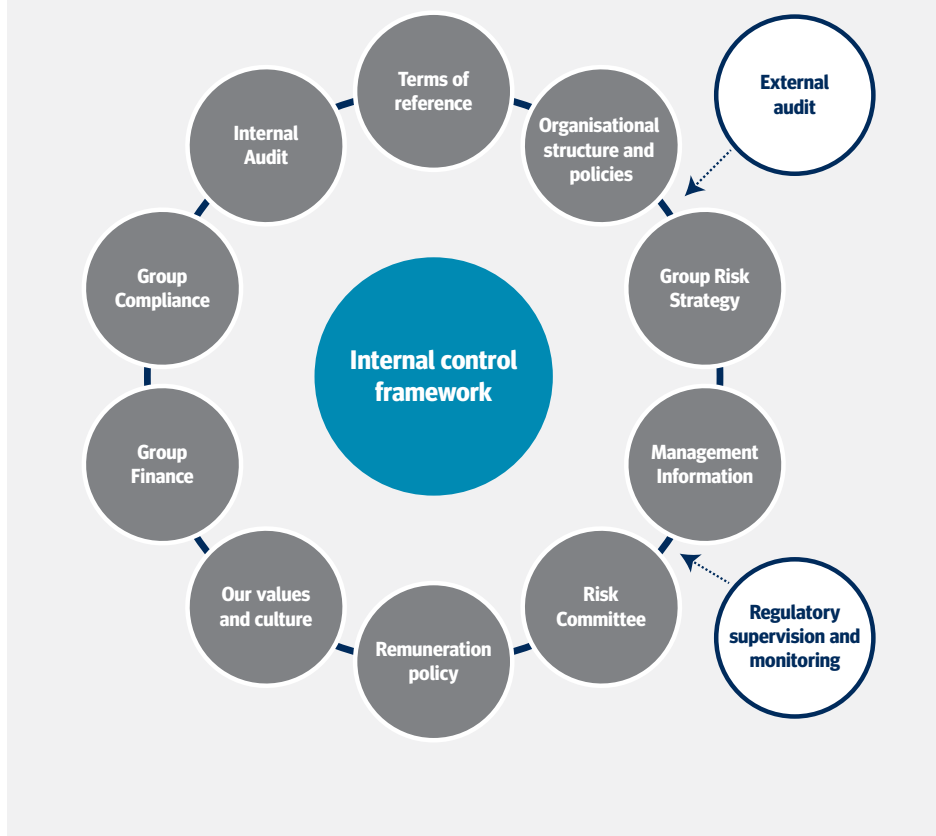 Terms of
reference
Organisational
structure and
policies
External
audit
Group Risk
Strategy
Management
Information
Regulatory
supervision and
monitoring
Risk
Committee
Remuneration
policy
Our values
and culture
Group
Finance
Group
Compliance
Internal
Audit
Internal control
framework